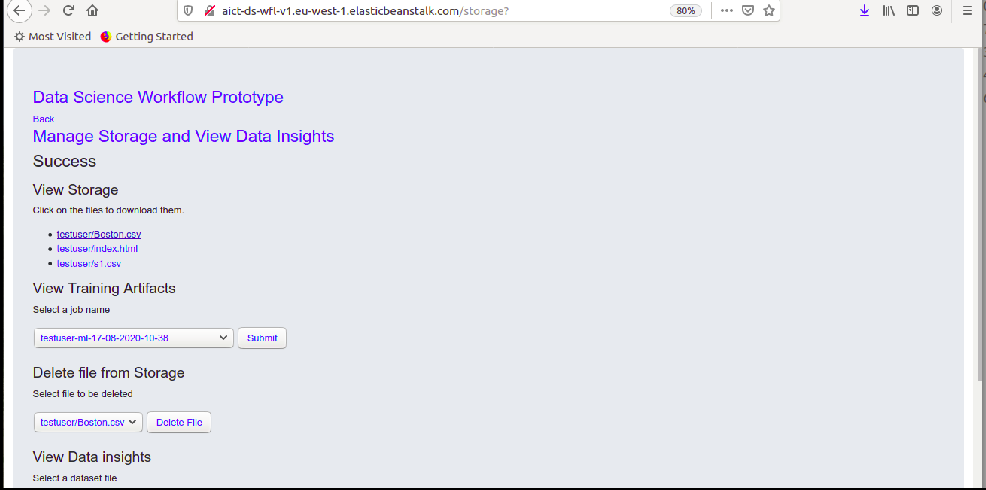 aict-ds-wfl-v1.eu-west-1.elasticbeanstalk.com/storage?
80%
Most Visited
Getting Started
Data Science Workflow Prototype
Back
Manage Storage and View Data Insights
Success
View Storage
Click on the files to download them.
testuser/Boston.csv
testuser/index.html
testuser/s1.csv
View Training Artifacts
Select a job name
testuser-ml-17-08-2020-10-38 Submit
Delete file from Storage
Select file to be deleted
testuser/Boston.csv Delete File
View Data insights
Select a dataset file